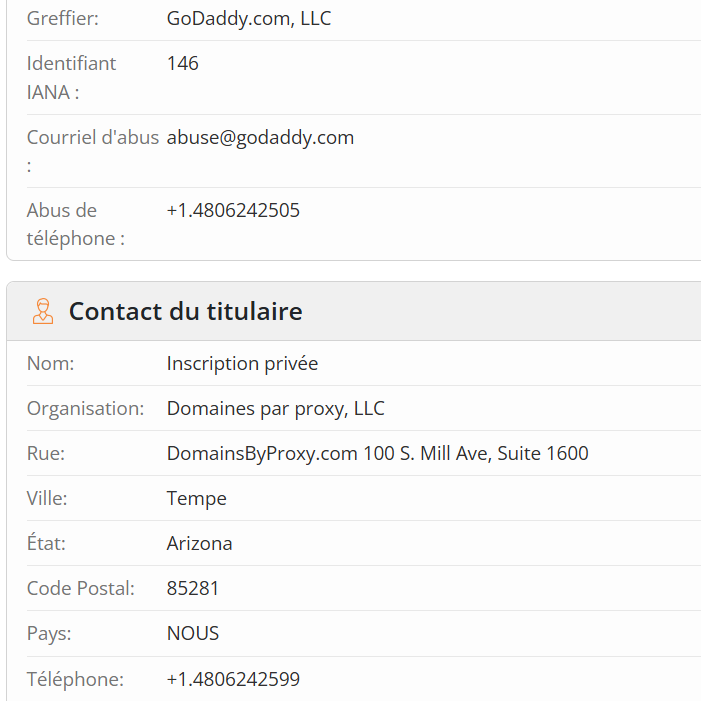 Greffier: GoDaddy.com, LLC
Identifiant 146
IANA :
Courriel d'abus abuse@godaddy.com
:
Abus de +1.4806242505
téléphone :
Contact du titulaire
Nom: Inscription privée
Organisation: Domaines par proxy, LLC
Rue: DomainsByProxy.com 100 S. Mill Ave, Suite 1600
Ville: Tempe
État: Arizona
Code Postal: 85281
Pays: NOUS
Téléphone: +1.4806242599